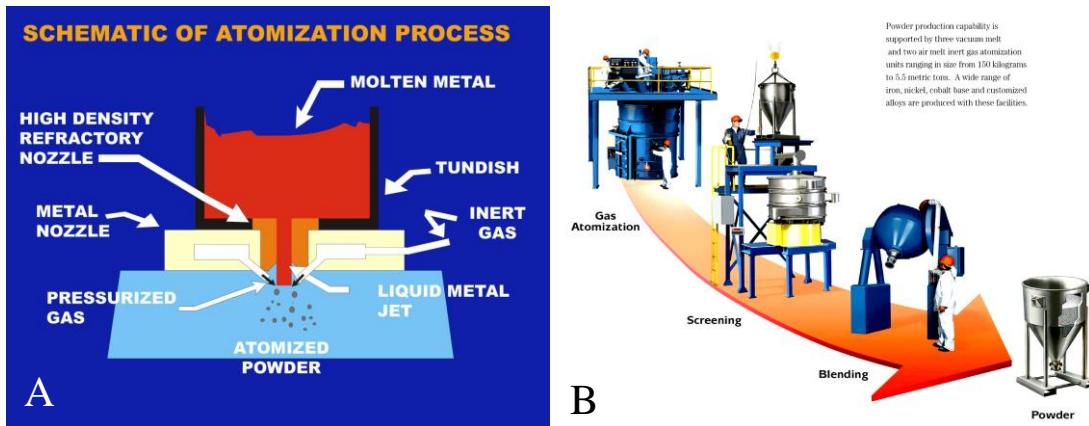 SCHEMATIC OF ATOMIZATION PROCESS
MOLTEN METAL
HIGH DENSITY
REFRACTORY
NOZZLE
TUNDISH
METAL
NOZZLE
INERT
GAS
PRESSURIZED
GAS
LIQUID METAL
JET
ATOMIZED
POWDER
A
Powder production capability is
supported by three vacuum melt
and two air melt inert gas atomization
units ranging in size from 150 kilograms
to 5.5 metric tons. A wide range of
iron, nickel, cobalt base and customized
alloys are produced with these facilities.
Gas
Atomization
Screening
Blending
Powder
B